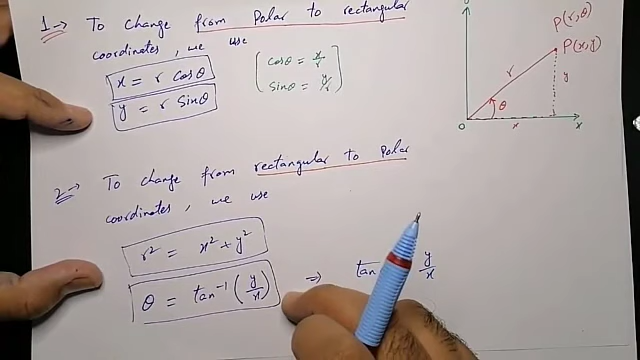 1.→ To change from Polar to rectangular
coordinates, we use
x = r cosθ
y = r sinθ
cosθ = x/r
sinθ = y/r
P(r,θ)
P(x,y)
r
y
θ
O
x
x
2.→ To change from rectangular to Polar
coordinates, we use
r² = x² + y²
θ = tan⁻¹ (y/x)
⇒ tan y/x